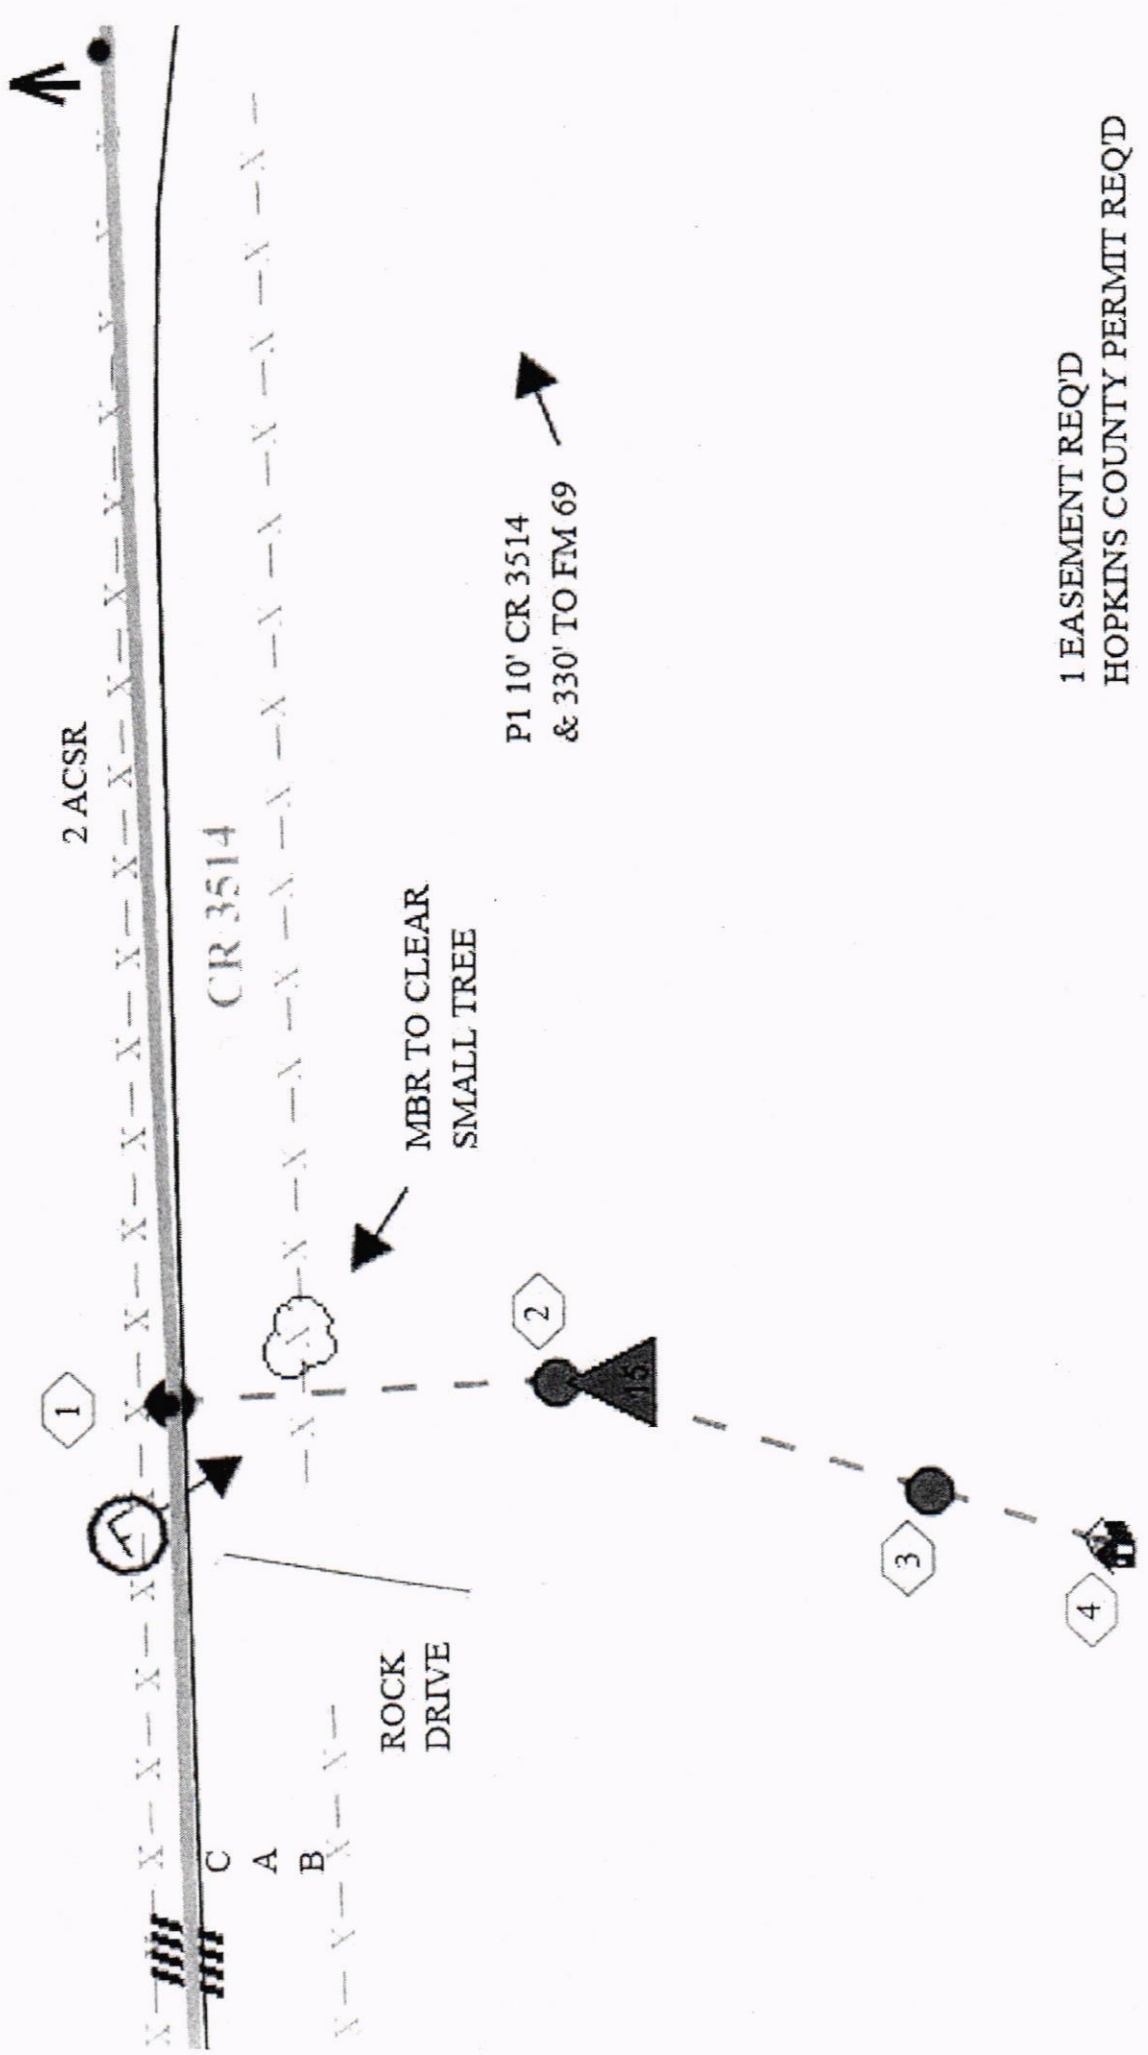 2 ACSR
CR 3514
1
F
MBR TO CLEAR
SMALL TREE
P1 10' CR 3514
& 330' TO FM 69
2
15
ROCK
DRIVE
C
A
B
3
4
1 EASEMENT REQ'D
HOPKINS COUNTY PERMIT REQ'D